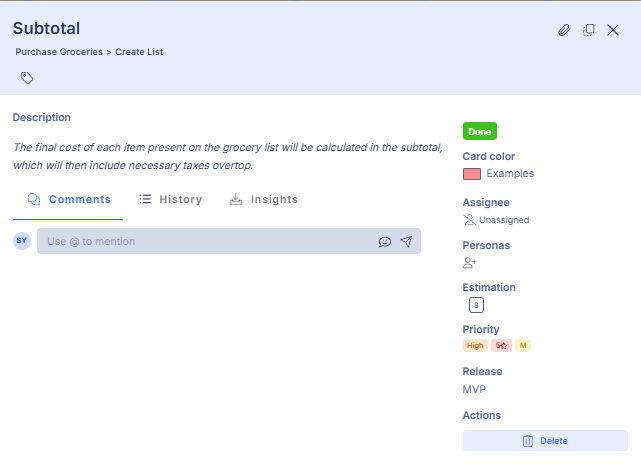 Subtotal
Purchase Groceries > Create List
Description
The final cost of each item present on the grocery list will be calculated in the subtotal,
which will then include necessary taxes overtop.
Comments History Insights
SY Use @ to mention
Done
Card color
Examples
Assignee
Unassigned
Personas
Estimation
8
Priority
High 5 M
Release
MVP
Actions
Delete